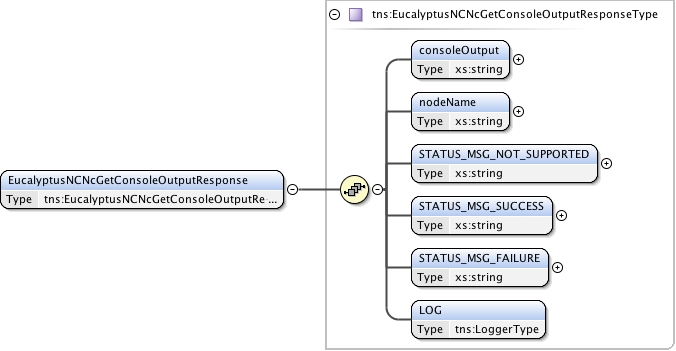 tns:EucalyptusNCNcGetConsoleOutputResponseType
consoleOutput
Type xs:string
nodeName
Type xs:string
STATUS_MSG_NOT_SUPPORTED
Type xs:string
EucalyptusNCNcGetConsoleOutputResponse
Type tns:EucalyptusNCNcGetConsoleOutputRe ...
STATUS_MSG_SUCCESS
Type xs:string
STATUS_MSG_FAILURE
Type xs:string
LOG
Type tns:LoggerType